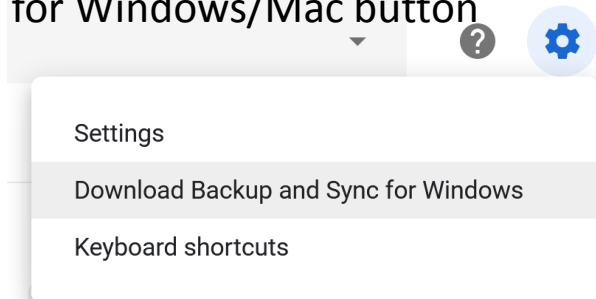 for Windows/Mac button
Settings
Download Backup and Sync for Windows
Keyboard shortcuts